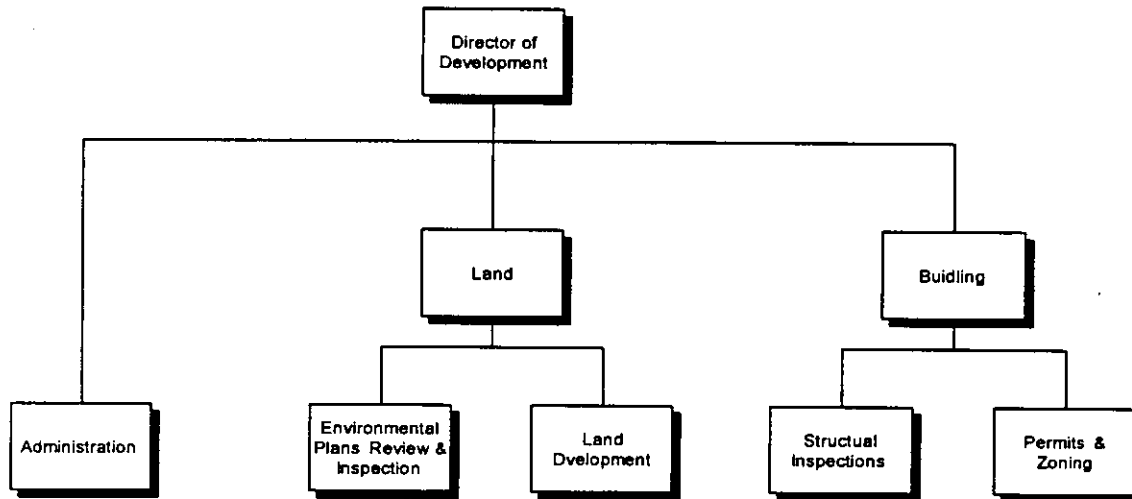 Director of
Development
Land
Buidling
Administration
Environmental
Plans Review &
Inspection
Land
Dvelopment
Structual
Inspections
Permits &
Zoning